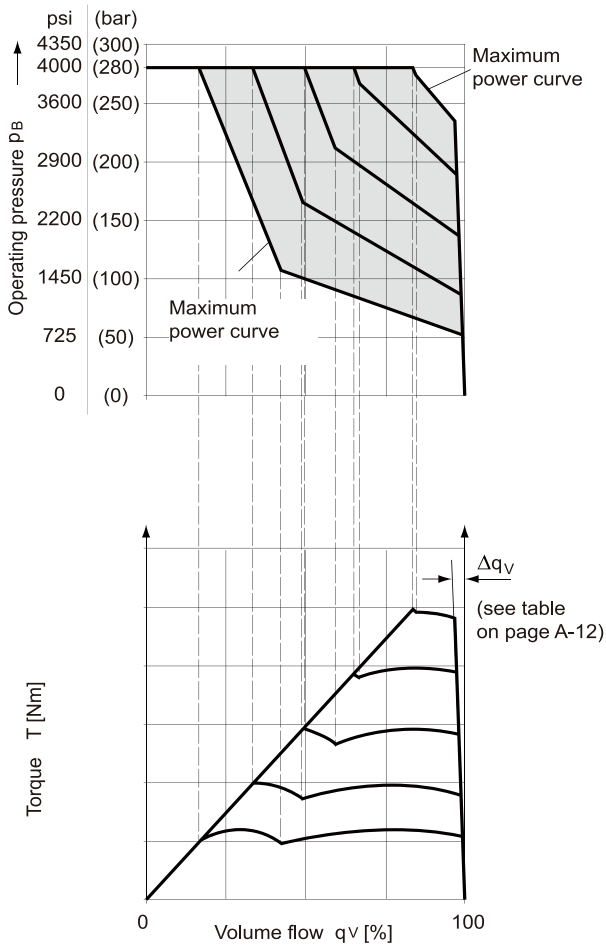 psi (bar)
4350 (300)
4000 (280)
3600 (250)
2900 (200)
2200 (150)
1450 (100)
725 (50)
0 (0)
Operating pressure pB
Maximum
power curve
Maximum
power curve
ΔqV
(see table
on page A-12)
Torque T [Nm]
0
100
Volume flow qV [%]